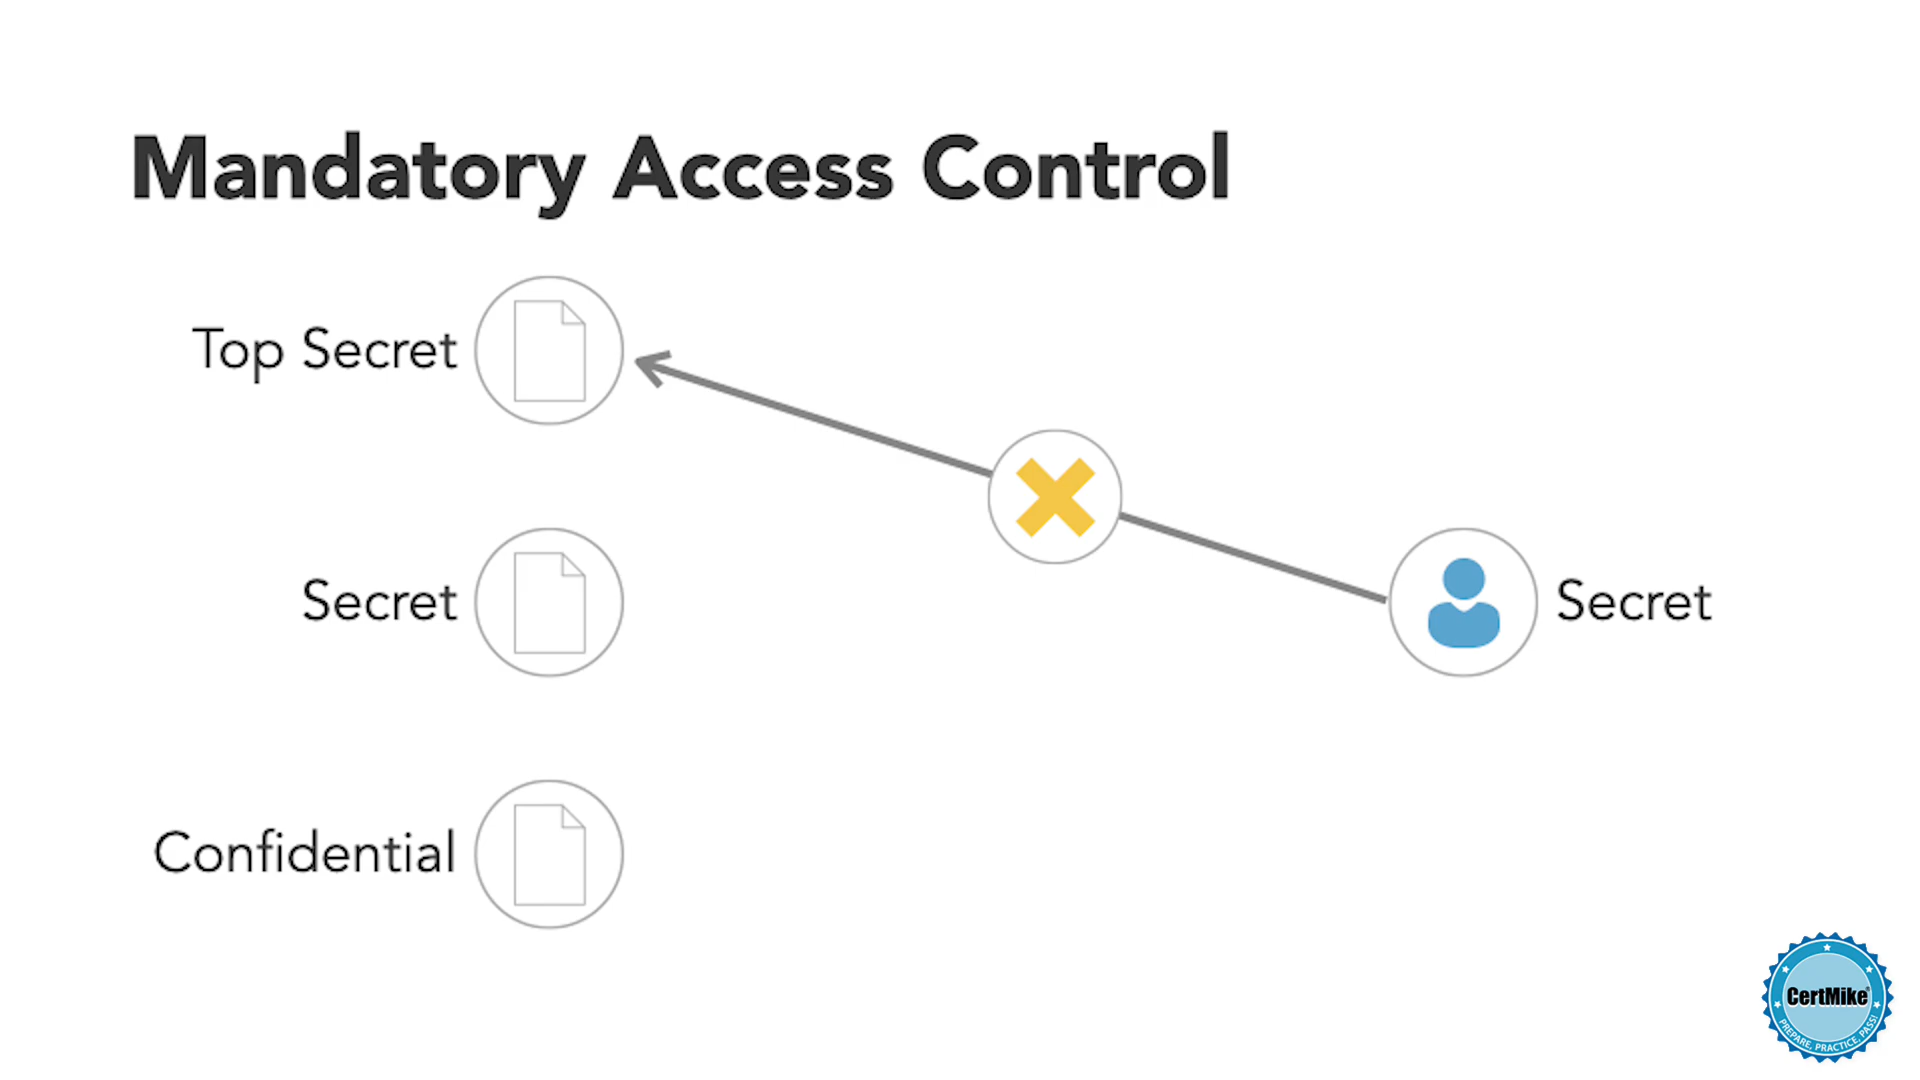 Mandatory Access Control
Top Secret
Secret
Secret
Confidential
CertMike®
PREPARE, PRACTICE, PASS!